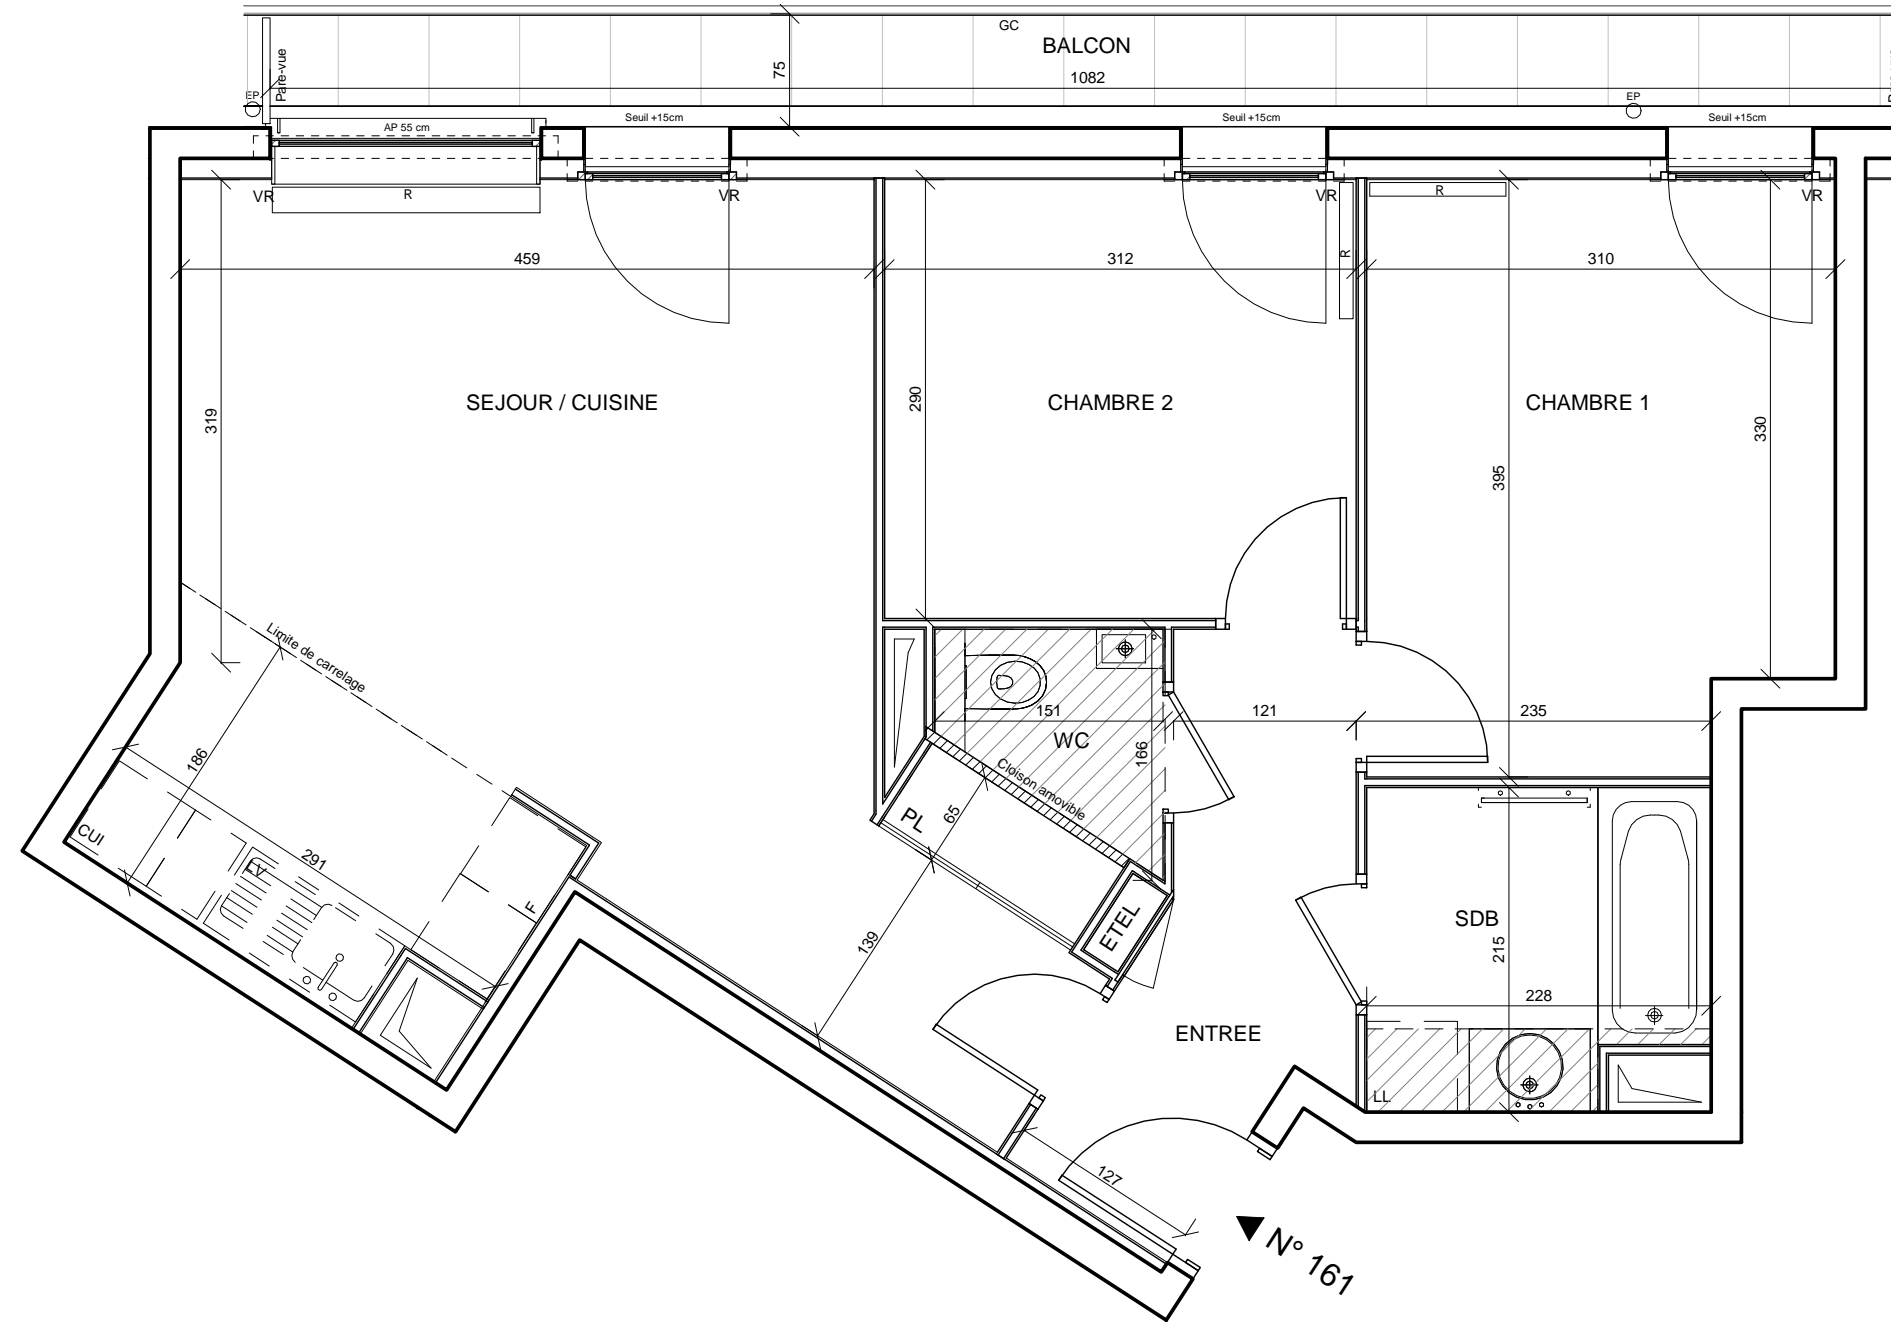 GC
BALCON
1082
75
Pare-vue
EP
EP
AP 55 cm
Seuil +15cm
Seuil +15cm
Seuil +15cm
VR
R
VR
VR
R
R
VR
459
312
310
319
290
395
330
SEJOUR / CUISINE
CHAMBRE 2
CHAMBRE 1
Limite de carrelage
186
291
CUI
LV
F
151
121
235
WC
166
Cloison amovible
PL
65
139
ETEL
SDB
215
228
ENTREE
LL
127
N° 161